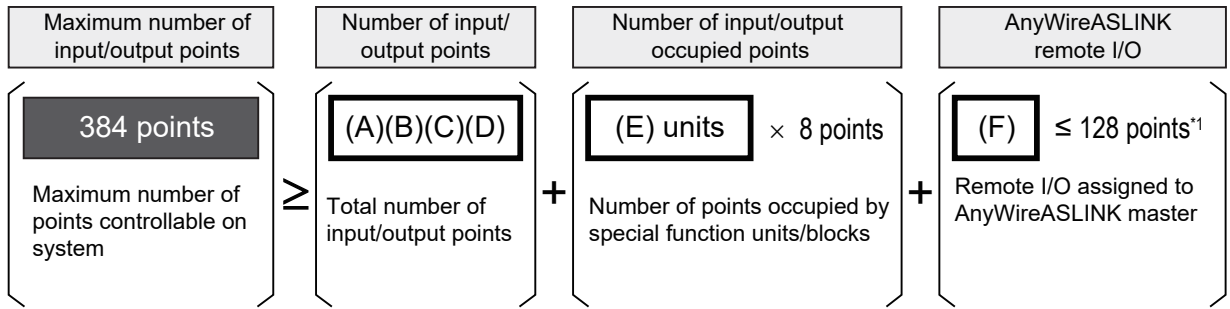 Maximum number of
input/output points
Number of input/
output points
Number of input/output
occupied points
AnyWireASLINK
remote I/O
384 points
Maximum number of
points controllable on
system
≥
(A)(B)(C)(D)
Total number of
input/output points
+
(E) units × 8 points
Number of points occupied by
special function units/blocks
+
(F) ≤ 128 points*1
Remote I/O assigned to
AnyWireASLINK master